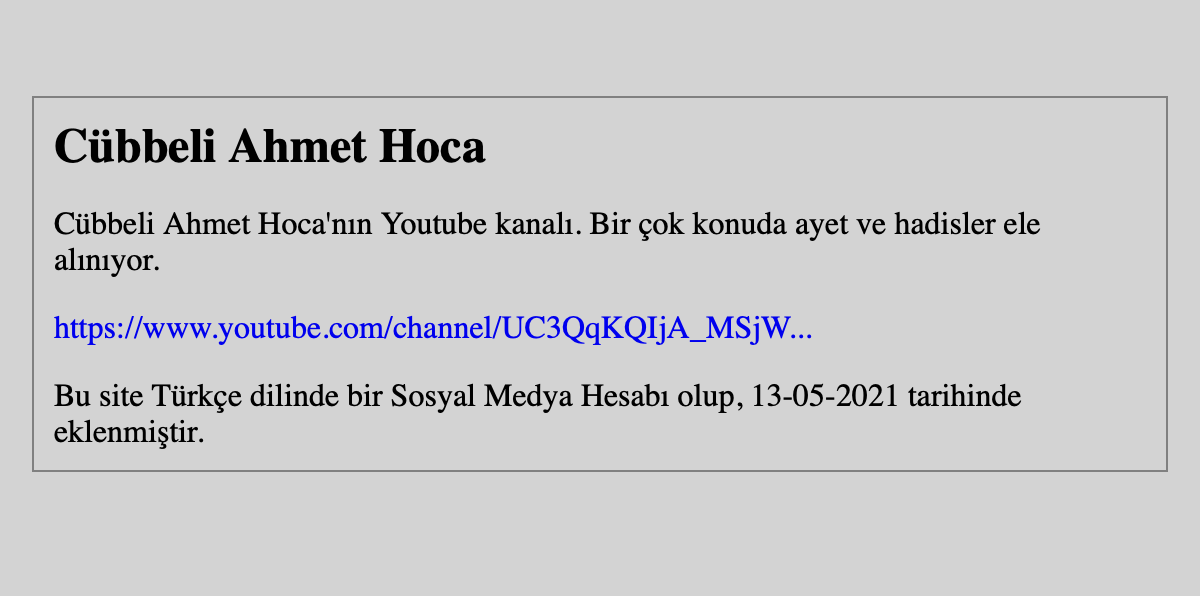 Cübbeli Ahmet Hoca
Cübbeli Ahmet Hoca'nın Youtube kanalı. Bir çok konuda ayet ve hadisler ele
alınıyor.
https://www.youtube.com/channel/UC3QqKQIjA_MSjW...
Bu site Türkçe dilinde bir Sosyal Medya Hesabı olup, 13-05-2021 tarihinde
eklenmiştir.